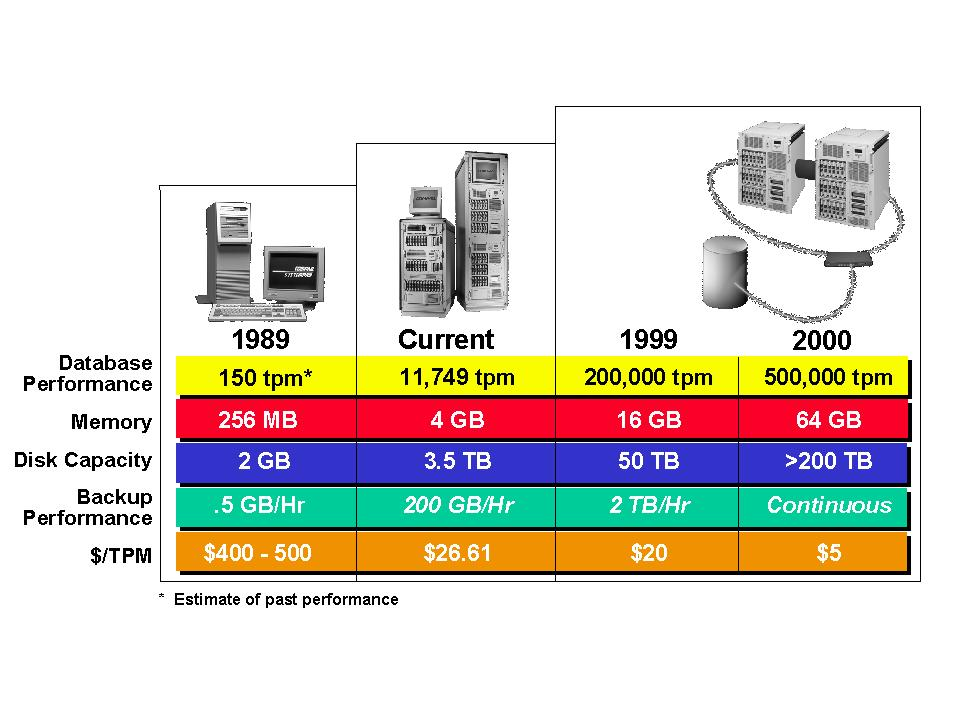 1989 Current 1999 2000
Database
Performance 150 tpm* 11,749 tpm 200,000 tpm 500,000 tpm
Memory 256 MB 4 GB 16 GB 64 GB
Disk Capacity 2 GB 3.5 TB 50 TB >200 TB
Backup
Performance .5 GB/Hr 200 GB/Hr 2 TB/Hr Continuous
$/TPM $400 - 500 $26.61 $20 $5
* Estimate of past performance